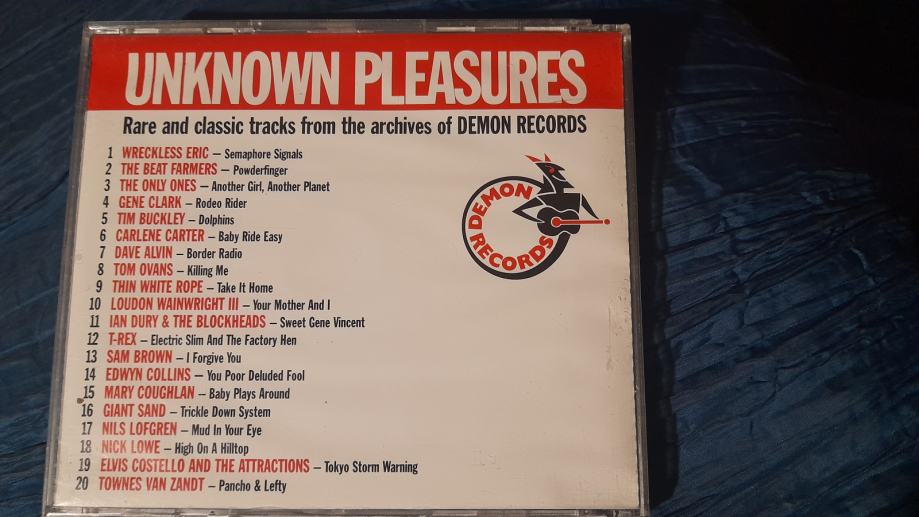 UNKNOWN PLEASURES
Rare and classic tracks from the archives of DEMON RECORDS
1 WRECKLESS ERIC – Semaphore Signals
2 THE BEAT FARMERS – Powderfinger
3 THE ONLY ONES – Another Girl, Another Planet
4 GENE CLARK – Rodeo Rider
5 TIM BUCKLEY – Dolphins
6 CARLENE CARTER – Baby Ride Easy
7 DAVE ALVIN – Border Radio
8 TOM OVANS – Killing Me
9 THIN WHITE ROPE – Take It Home
10 LOUDON WAINWRIGHT III – Your Mother And I
11 IAN DURY & THE BLOCKHEADS – Sweet Gene Vincent
12 T-REX – Electric Slim And The Factory Hen
13 SAM BROWN – I Forgive You
14 EDWYN COLLINS – You Poor Deluded Fool
15 MARY COUGHLAN – Baby Plays Around
16 GIANT SAND – Trickle Down System
17 NILS LOFGREN – Mud In Your Eye
18 NICK LOWE – High On A Hilltop
19 ELVIS COSTELLO AND THE ATTRACTIONS – Tokyo Storm Warning
20 TOWNES VAN ZANDT – Pancho & Lefty
DEMON
RECORDS